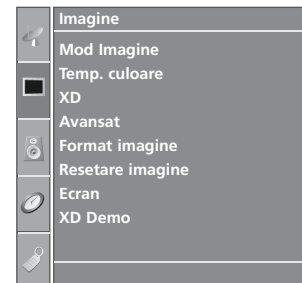 Imagine
Mod Imagine
Temp. culoare
XD
Avansat
Format imagine
Resetare imagine
Ecran
XD Demo